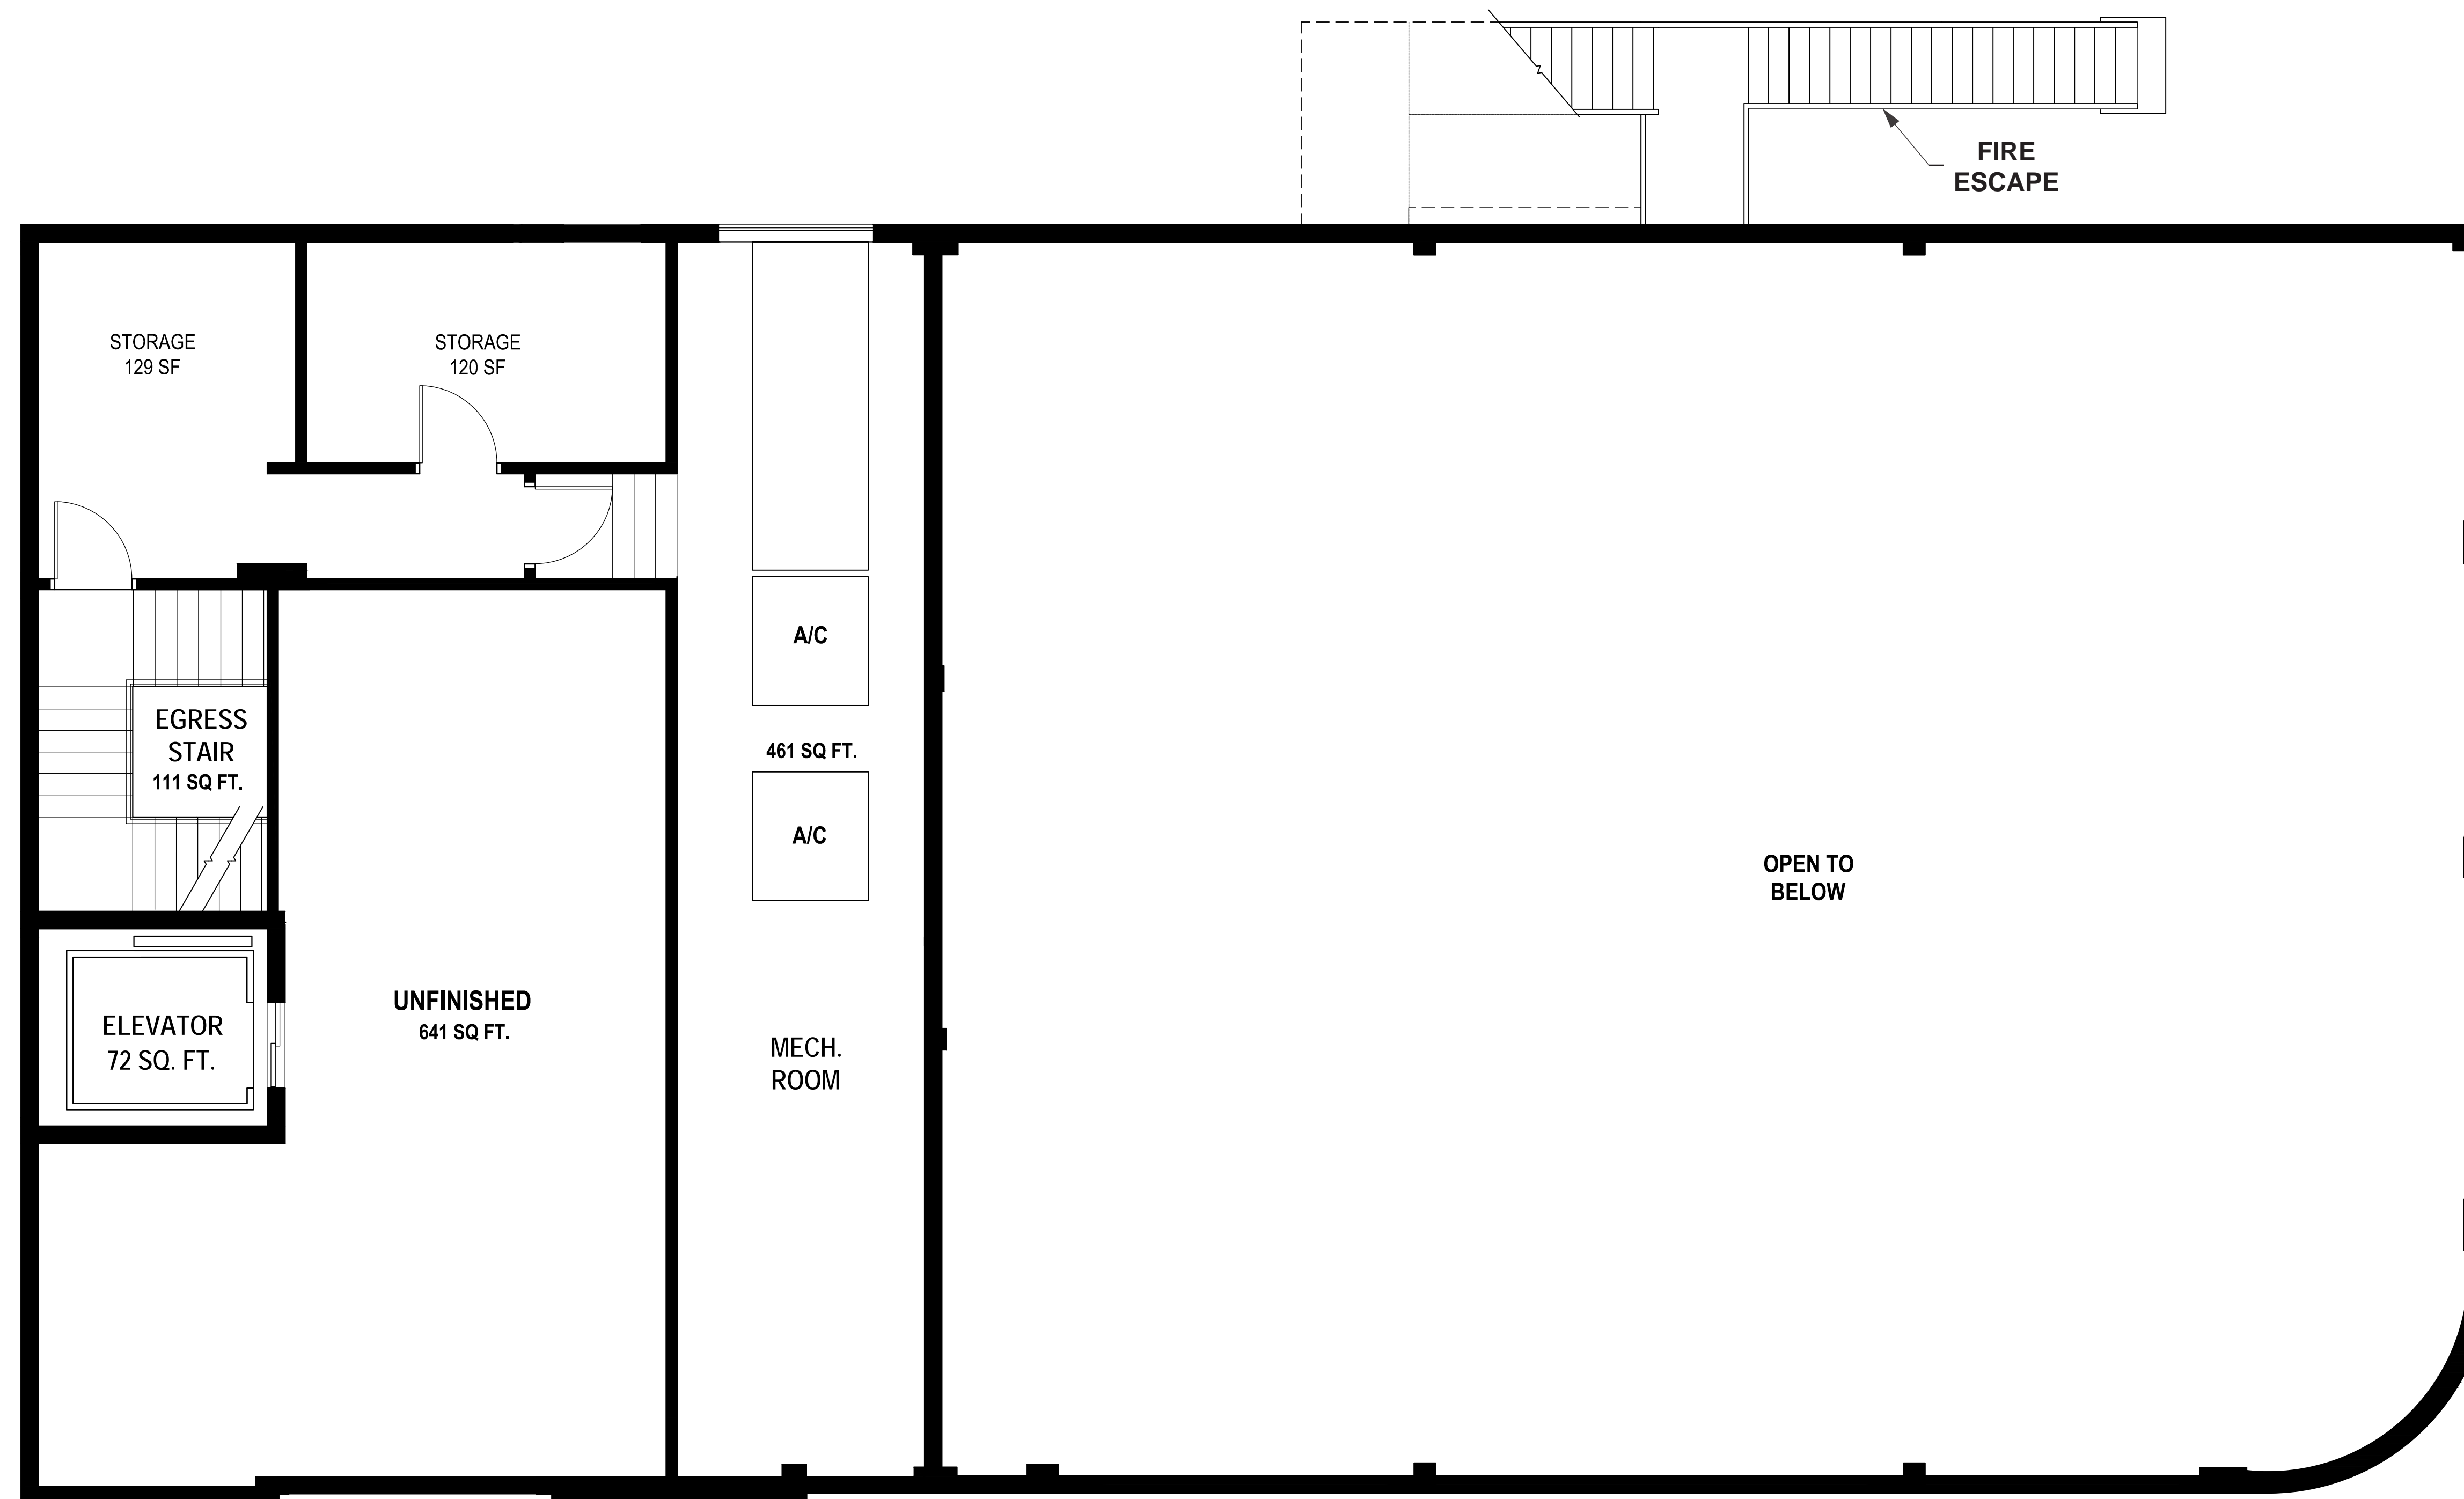 FIRE
ESCAPE
STORAGE
129 SF
STORAGE
120 SF
A/C
EGRESS
STAIR
111 SQ FT.
461 SQ FT.
A/C
OPEN TO
BELOW
UNFINISHED
641 SQ FT.
ELEVATOR
72 SQ. FT.
MECH.
ROOM